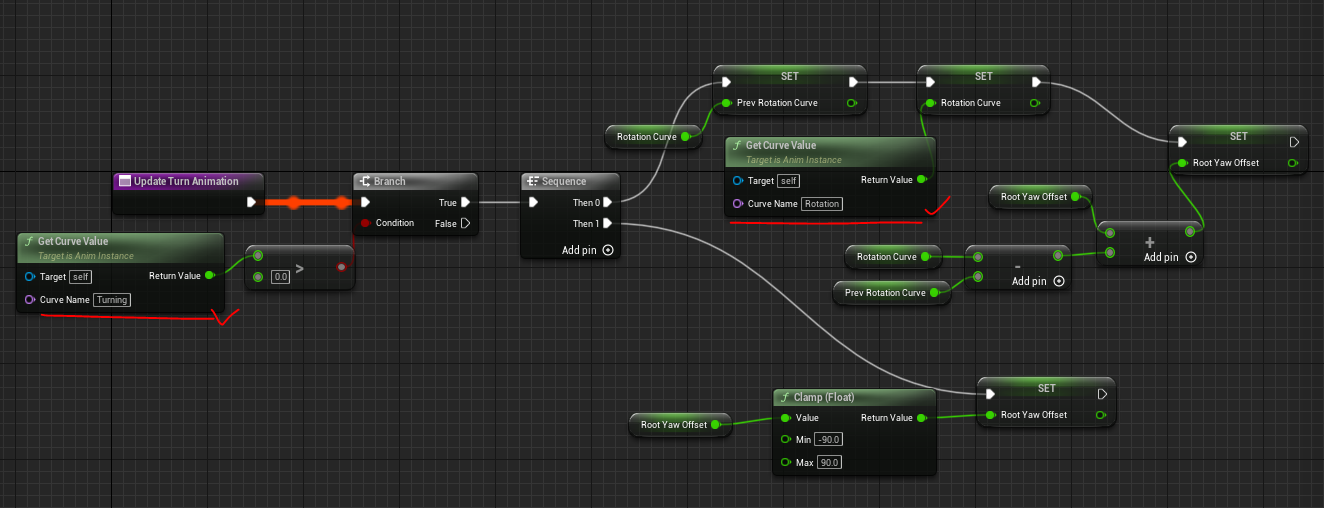 SET
Prev Rotation Curve
SET
Rotation Curve
Rotation Curve
SET
Root Yaw Offset
Get Curve Value
Target is Anim Instance
Target self
Return Value
Curve Name Rotation
Update Turn Animation
Branch
True
Condition
False
Sequence
Then 0
Then 1
Add pin
Root Yaw Offset
+
Add pin
Get Curve Value
Target is Anim Instance
Target self
Return Value
Curve Name Turning
0.0
>
Rotation Curve
Prev Rotation Curve
-
Add pin
SET
Root Yaw Offset
Clamp (Float)
Root Yaw Offset
Value
Return Value
Min -90.0
Max 90.0